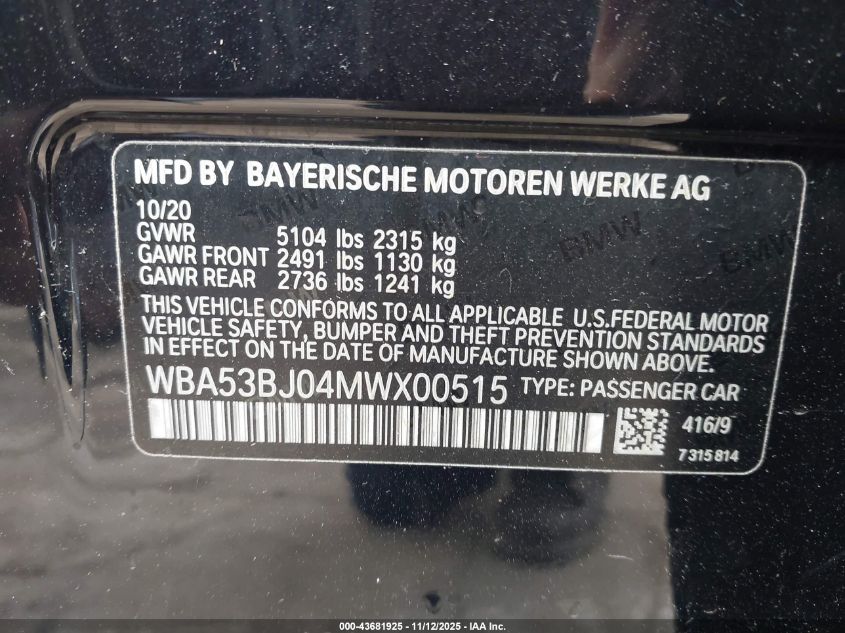 MFD BY BAYERISCHE MOTOREN WERKE AG
10/20
GVWR 5104 lbs 2315 kg
GAWR FRONT 2491 lbs 1130 kg
GAWR REAR 2736 lbs 1241 kg
THIS VEHICLE CONFORMS TO ALL APPLICABLE U.S.FEDERAL MOTOR
VEHICLE SAFETY, BUMPER AND THEFT PREVENTION STANDARDS
IN EFFECT ON THE DATE OF MANUFACTURE SHOWN ABOVE.
WBA53BJ04MWX00515 TYPE: PASSENGER CAR
416/9
7315814
000-43681925 - 11/12/2025 - IAA Inc.